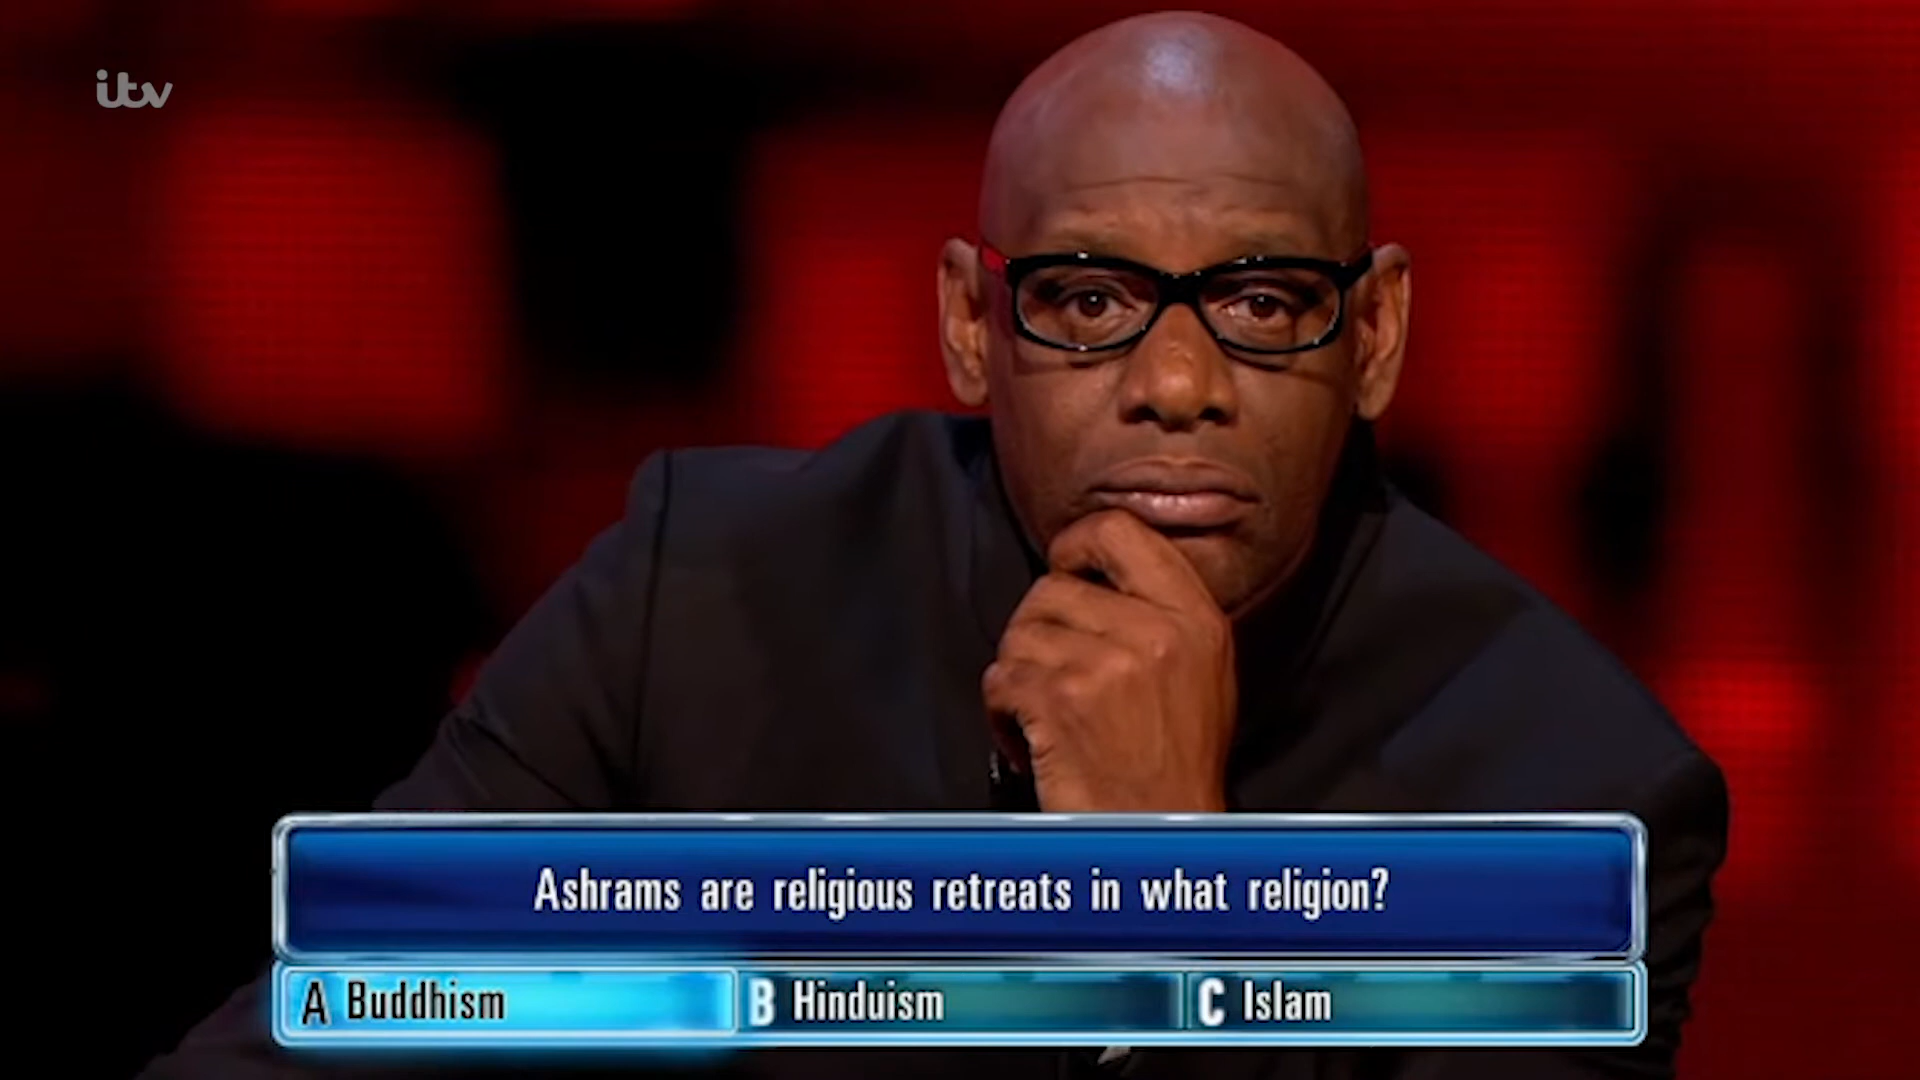 itv
Ashrams are religious retreats in what religion?
A Buddhism
B Hinduism
C Islam